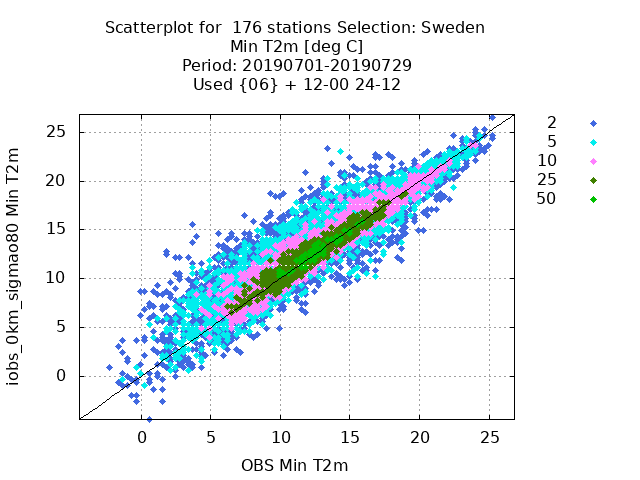 Scatterplot for  176 stations Selection: Sweden
Min T2m [deg C]
Period: 20190701-20190729
Used {06} + 12-00 24-12
iobs_0km_sigmao80 Min T2m
25
20
15
10
5
0
0 5 10 15 20 25
OBS Min T2m
2
5
10
25
50